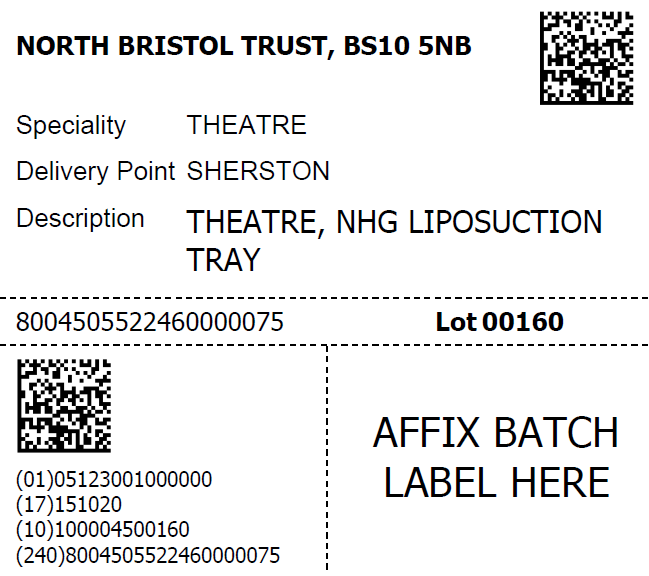 NORTH BRISTOL TRUST, BS10 5NB
Speciality THEATRE
Delivery Point SHERSTON
Description THEATRE, NHG LIPOSUCTION
TRAY
8004505522460000075 Lot 00160
(01)05123001000000
(17)151020
(10)100004500160
(240)8004505522460000075
AFFIX BATCH
LABEL HERE